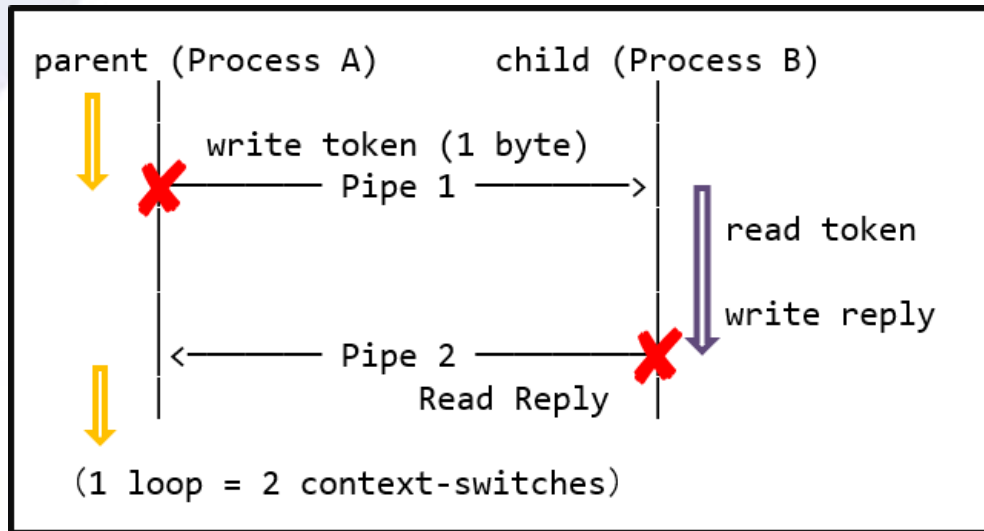 parent (Process A) child (Process B)
write token (1 byte)
Pipe 1
read token
write reply
Pipe 2
Read Reply
(1 loop = 2 context-switches)